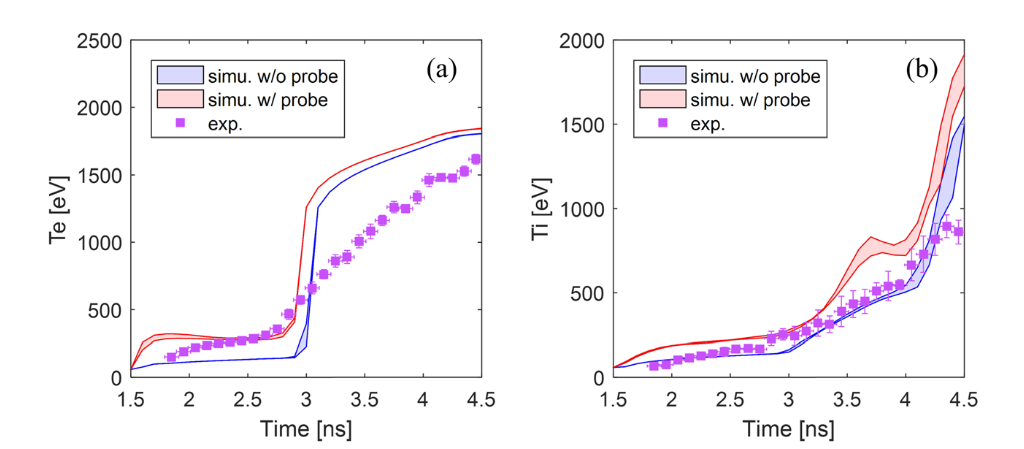 2500
2000
1500
1000
500
0
Te [eV]
simu. w/o probe
simu. w/ probe
exp.
(a)
1.5 2 2.5 3 3.5 4 4.5
Time [ns]
2000
1500
1000
500
0
Ti [eV]
simu. w/o probe
simu. w/ probe
exp.
(b)
1.5 2 2.5 3 3.5 4 4.5
Time [ns]